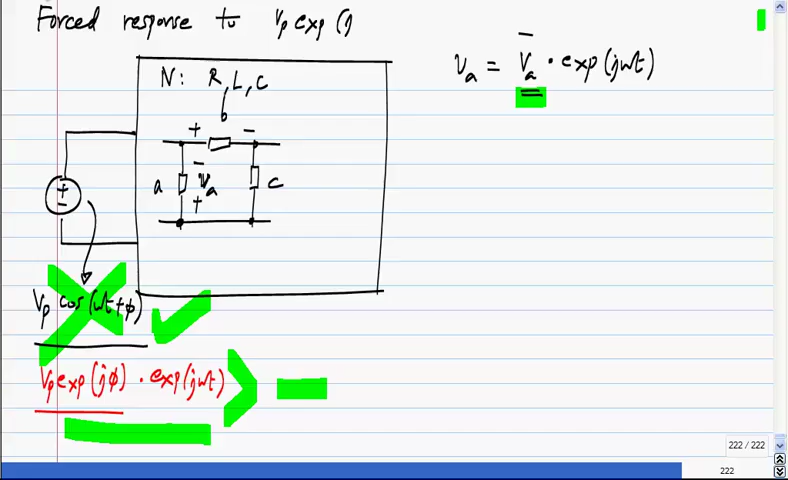 Forced response to Vp exp(j
va = V̅a · exp(jωt)
N: R, L, C
b
+ −
−
a va c
+
+
−
Vp cos(ωt+φ)
Vp exp(jφ) · exp(jωt)
222 / 222
222